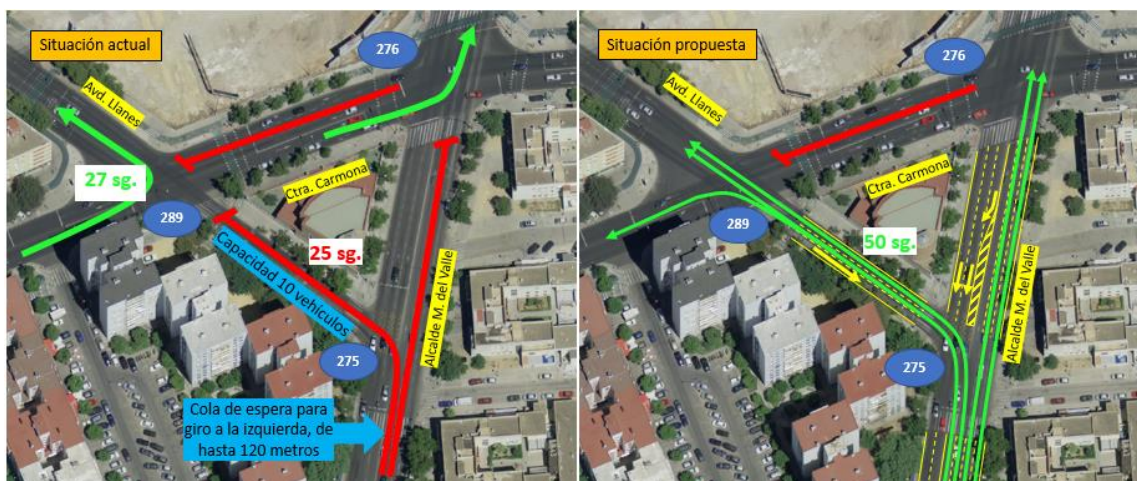 Situación actual
276
Avd. Llanes
27 sg.
Ctra. Carmona
289
25 sg.
Capacidad 10 vehículos
Alcalde M. del Valle
275
Cola de espera para
giro a la izquierda, de
hasta 120 metros
Situación propuesta
276
Avd. Llanes
Ctra. Carmona
289
50 sg.
Alcalde M. del Valle
275